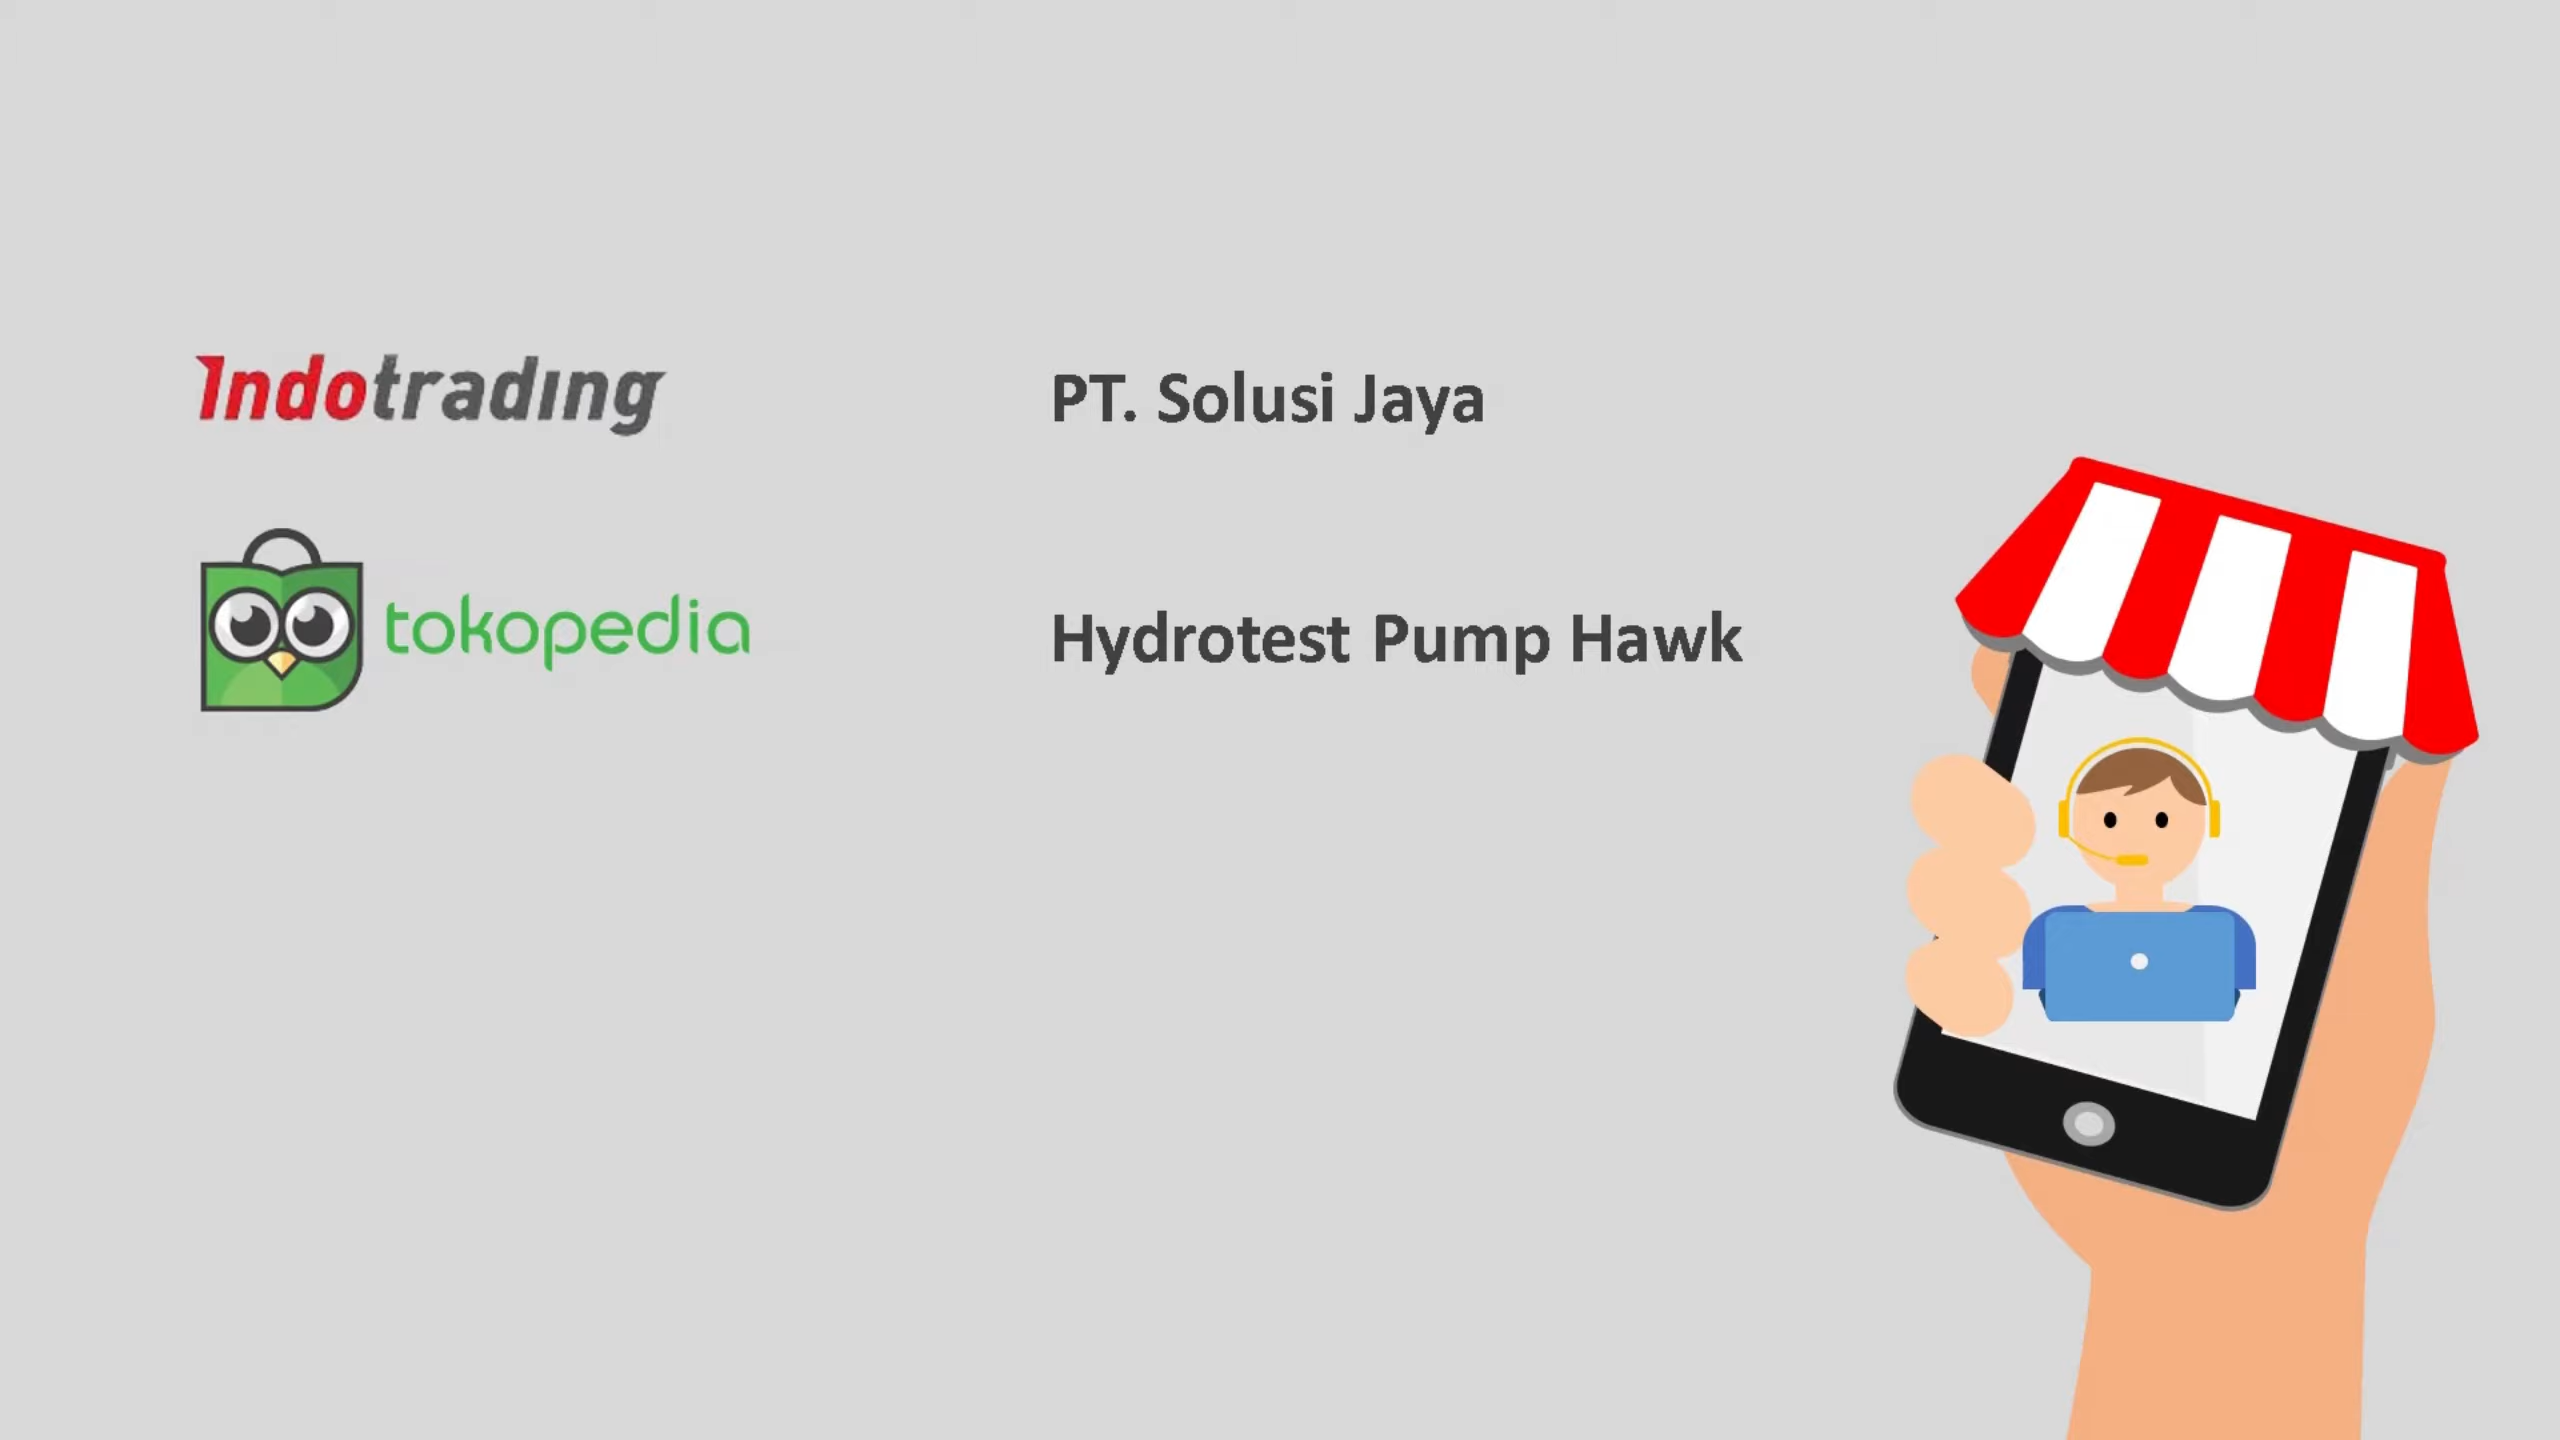 Indotrading
PT. Solusi Jaya
tokopedia
Hydrotest Pump Hawk